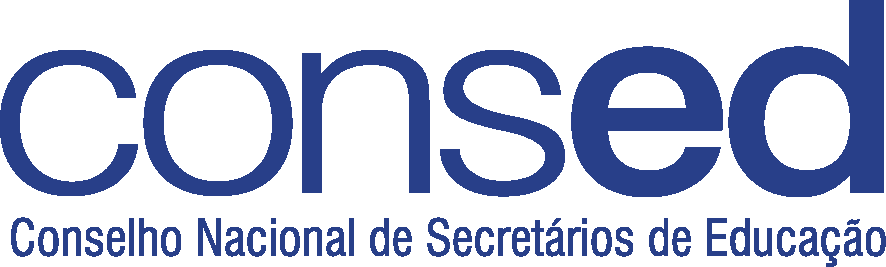 consed
Conselho Nacional de Secretários de Educação